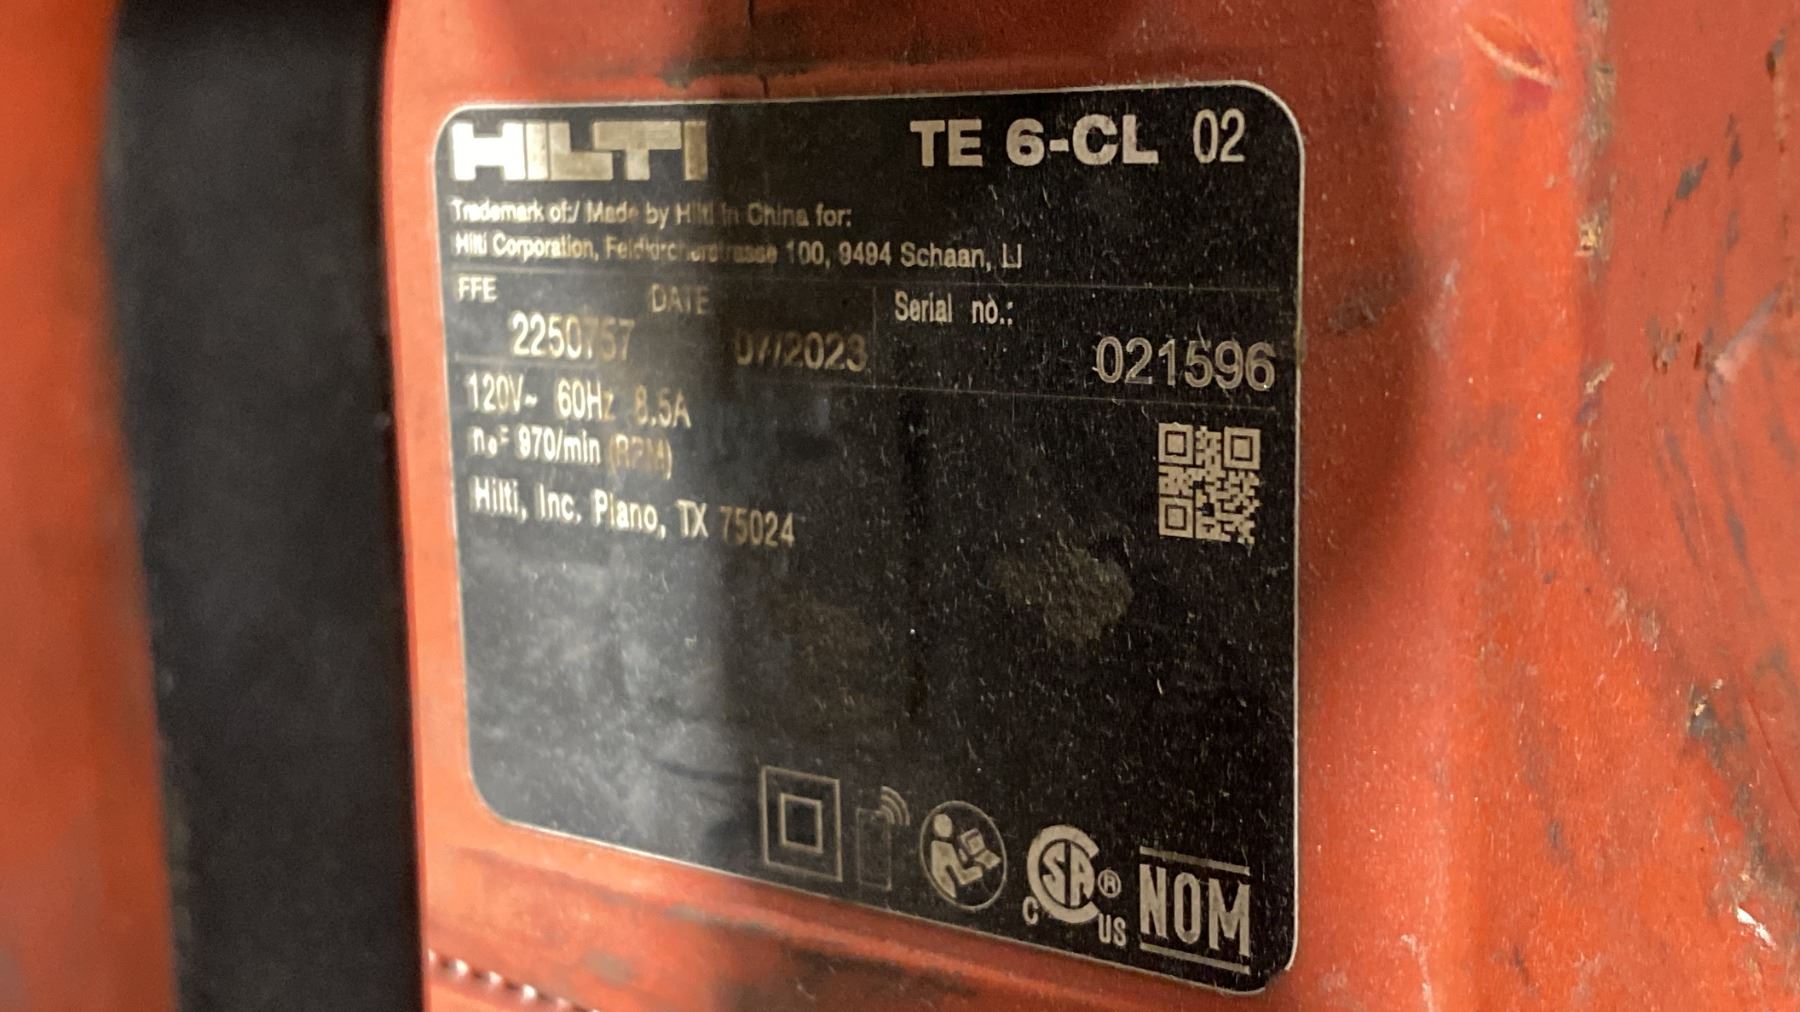 HILTI TE 6-CL 02
Trademark of:/ Made by Hilti in China for:
Hilti Corporation, Feldkircherstrasse 100, 9494 Schaan, LI
FFE DATE Serial no.:
2250757 07/2023 021596
120V~ 60Hz 8.5A
n₀= 970/min (RPM)
Hilti, Inc. Plano, TX 75024
C SA ® US NOM